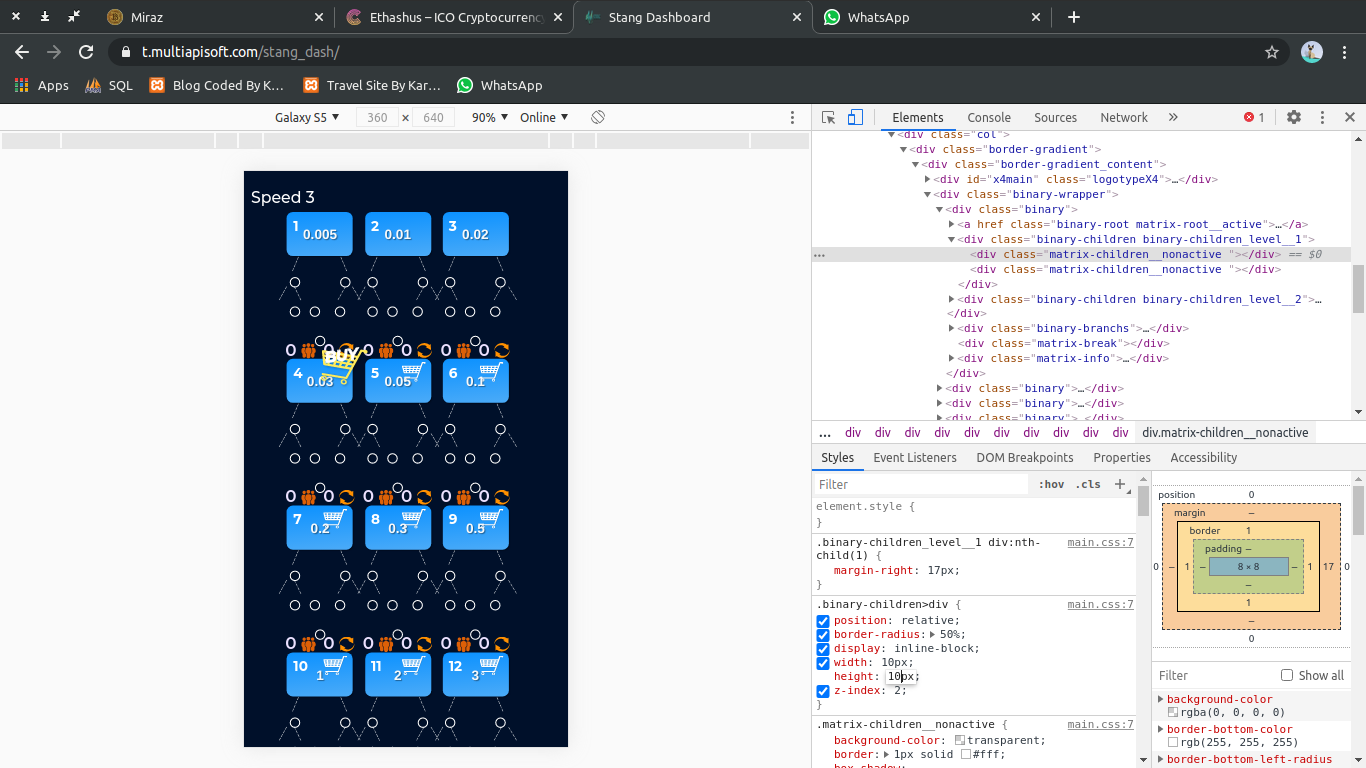 Miraz
Ethashus – ICO Cryptocurrency
Stang Dashboard
WhatsApp
t.multiapisoft.com/stang_dash/
Apps
SQL
Blog Coded By K...
Travel Site By Kar...
WhatsApp
Galaxy S5 ▼
360
×
640
90% ▼
Online ▼
Speed 3
1
0.005
2
0.01
3
0.02
0 0 0 0 0
BUY
4
0.03
5
0.05
6
0.1
0 0 0 0 0 0
7
0.2
8
0.3
9
0.5
0 0 0 0 0 0
10
1
11
2
12
3
Elements
Console
Sources
Network
»
1
▼<div class="col">
▼<div class="border-gradient">
▼<div class="border-gradient_content">
▶<div id="x4main" class="logotypeX4">…</div>
▼<div class="binary-wrapper">
▼<div class="binary">
▶<a href class="binary-root matrix-root__active">…</a>
▼<div class="binary-children binary-children_level__1">
<div class="matrix-children__nonactive "></div> == $0
<div class="matrix-children__nonactive "></div>
</div>
▶<div class="binary-children binary-children_level__2">…
</div>
▶<div class="binary-branchs">…</div>
<div class="matrix-break"></div>
▶<div class="matrix-info">…</div>
</div>
▶<div class="binary">…</div>
▶<div class="binary">…</div>
▶<div class="binary">…</div>
... div div div div div div div div div div div.matrix-children__nonactive
Styles
Event Listeners
DOM Breakpoints
Properties
Accessibility
Filter
:hov .cls +
element.style {
}
.binary-children_level__1 div:nth-
child(1) {
main.css:7
margin-right: 17px;
}
.binary-children>div {
main.css:7
position: relative;
border-radius: ▶ 50%;
display: inline-block;
width: 10px;
height: 10px;
z-index: 2;
}
.matrix-children__nonactive {
main.css:7
background-color: transparent;
border: ▶ 1px solid #fff;
position 0
margin –
border 1
padding –
0 – 1 – 8 × 8 – 1 17 0
–
1
–
0
Filter
Show all
background-color
rgba(0, 0, 0, 0)
border-bottom-color
rgb(255, 255, 255)
border-bottom-left-radius